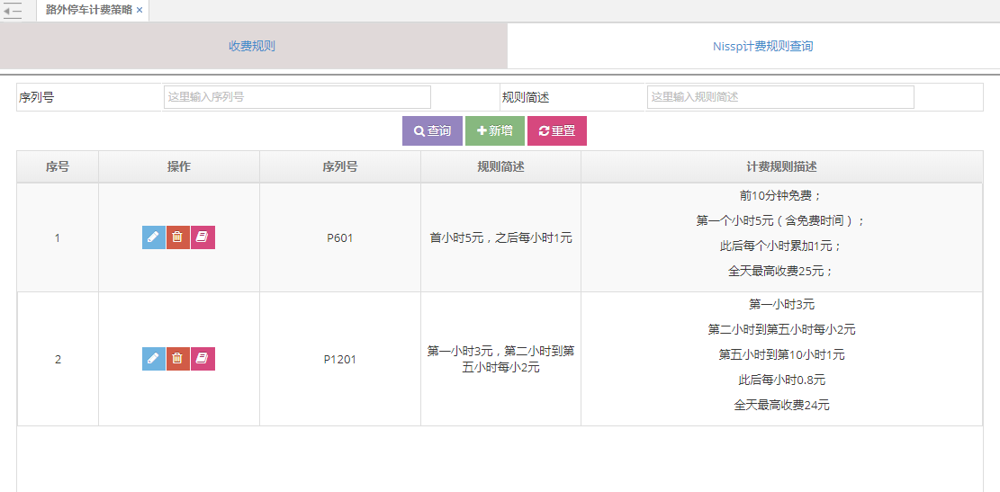 路外停车计费策略 ×
收费规则
Nissp计费规则查询
序列号
这里输入序列号
规则简述
这里输入规则简述
查询
新增
重置
序号
操作
序列号
规则简述
计费规则描述
1
P601
首小时5元，之后每小时1元
前10分钟免费；
第一个小时5元（含免费时间）；
此后每个小时累加1元；
全天最高收费25元；
2
P1201
第一小时3元，第二小时到第
五小时每小2元
第一小时3元
第二小时到第五小时每小2元
第五小时到第10小时1元
此后每小时0.8元
全天最高收费24元